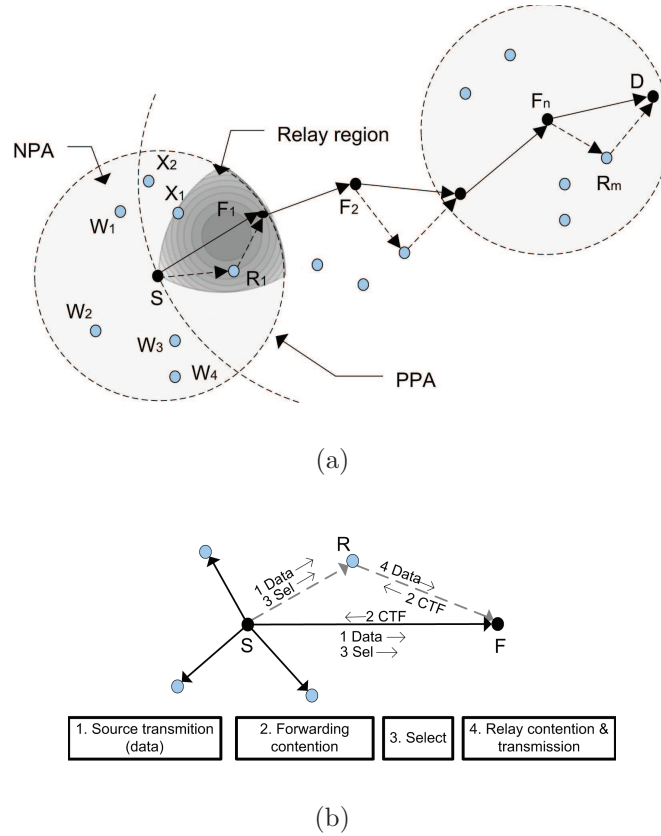 D
Fn
Relay region
NPA
X2
X1
F1
F2
Rm
W1
R1
S
W2
W3
W4
PPA
(a)
R
1 Data →
3 Sel →
4 Data →
← 2 CTF
←2 CTF
S
F
1 Data →
3 Sel →
1. Source transmition (data)
2. Forwarding contention
3. Select
4. Relay contention & transmission
(b)